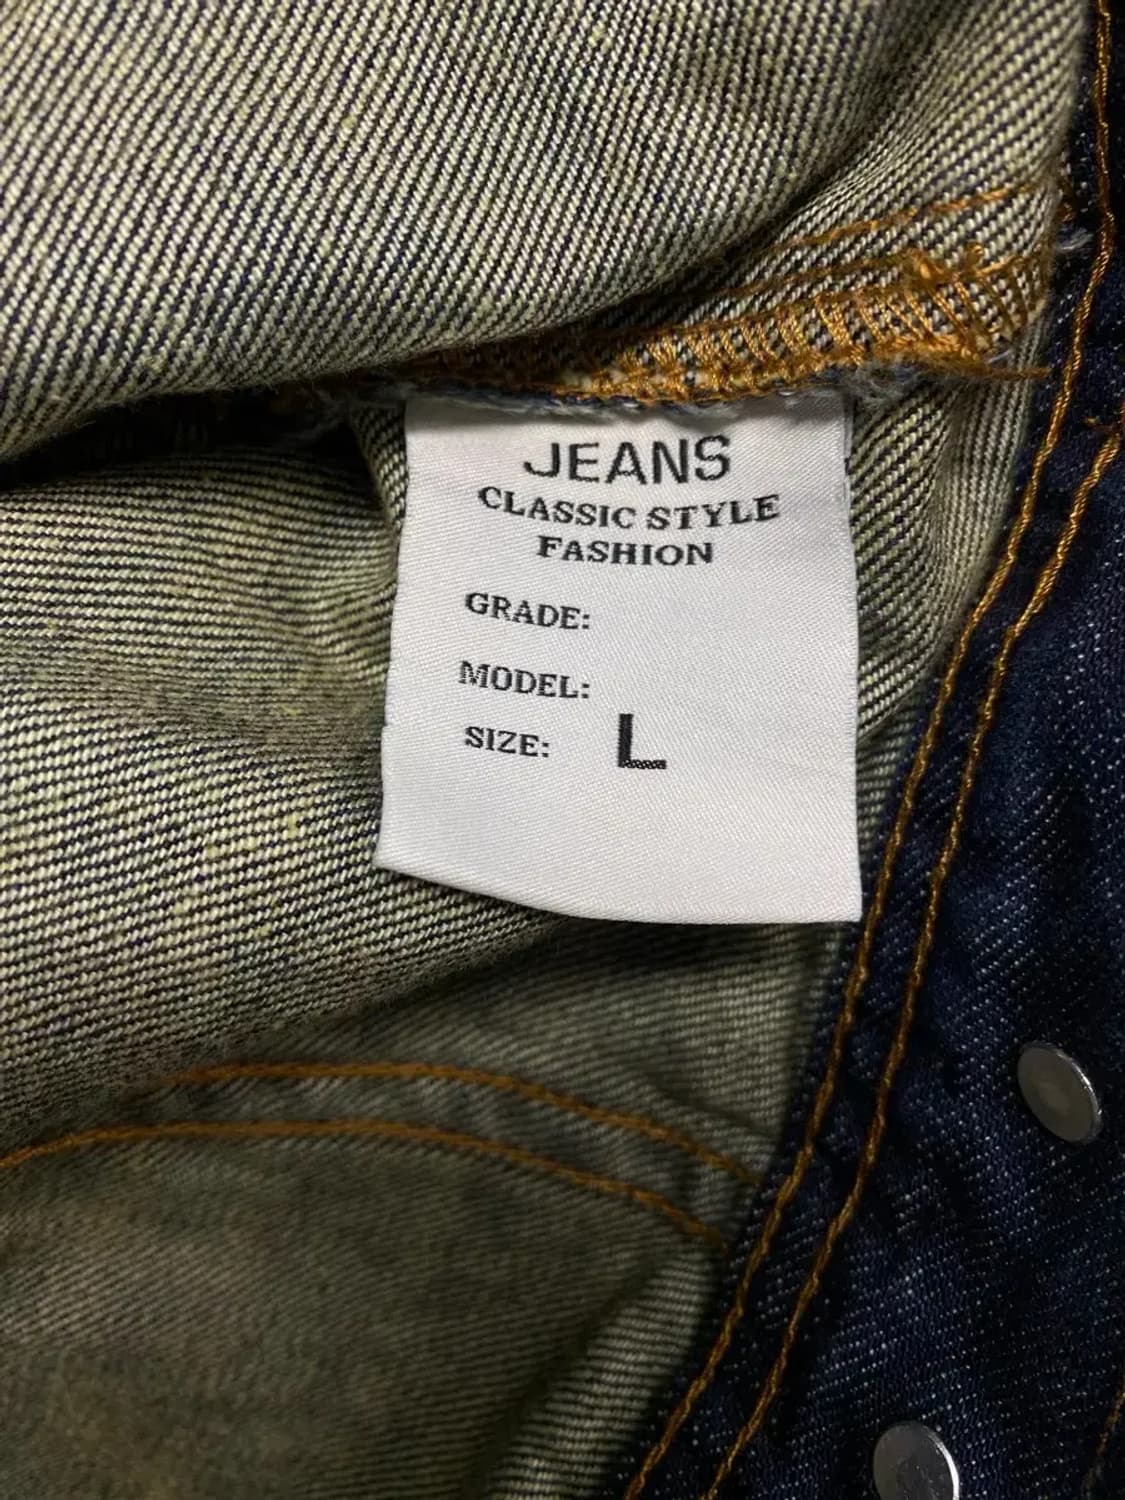 JEANS
CLASSIC STYLE
FASHION
GRADE:
MODEL:
SIZE: L